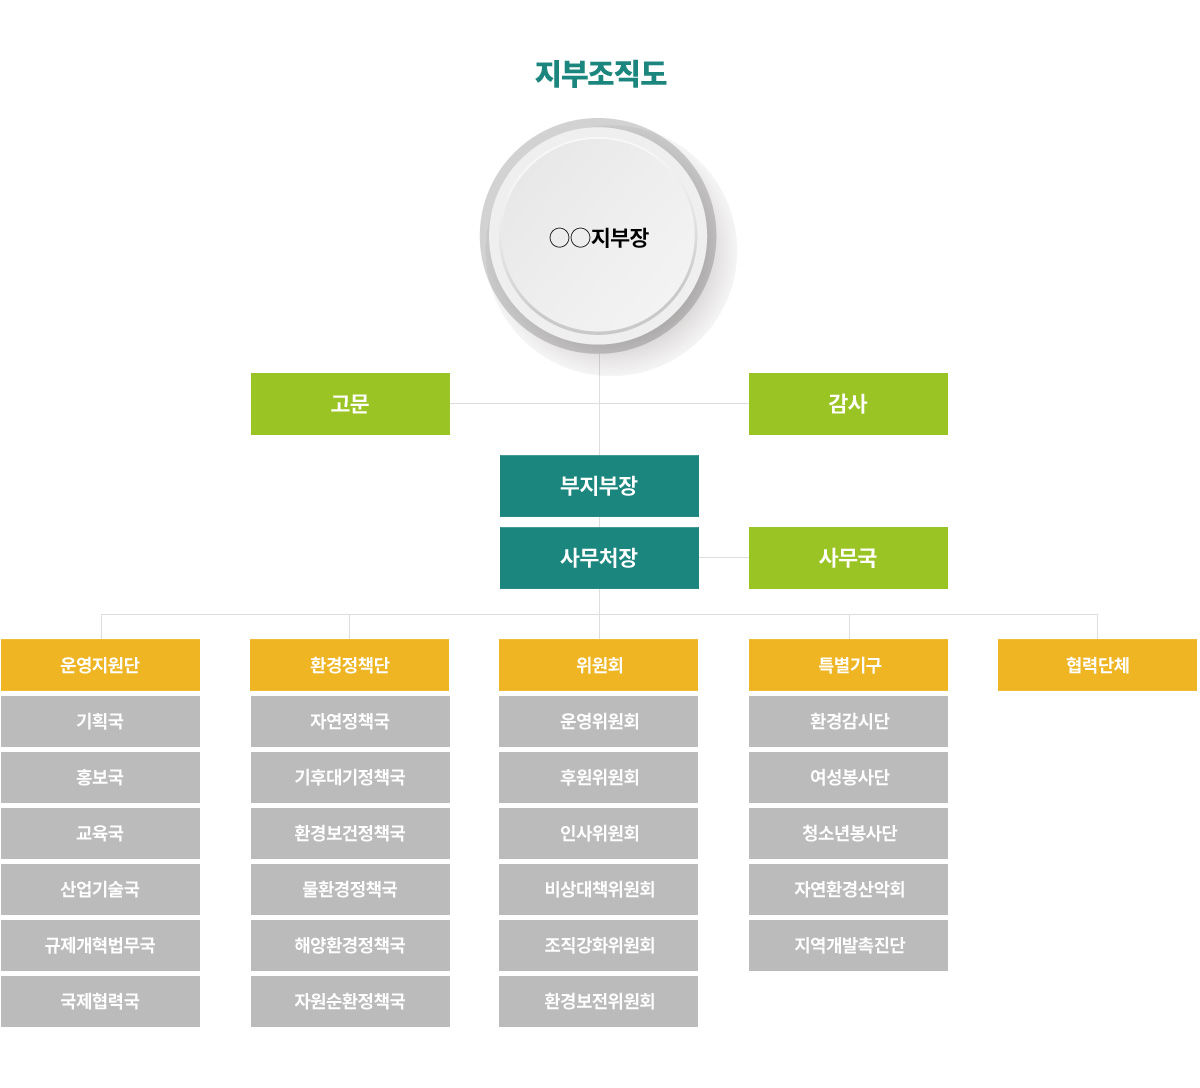 지부조직도
○○지부장
고문
감사
부지부장
사무처장
사무국
운영지원단
환경정책단
위원회
특별기구
협력단체
기획국
자연정책국
운영위원회
환경감시단
홍보국
기후대기정책국
후원위원회
여성봉사단
교육국
환경보건정책국
인사위원회
청소년봉사단
산업기술국
물환경정책국
비상대책위원회
자연환경산악회
규제개혁법무국
해양환경정책국
조직강화위원회
지역개발촉진단
국제협력국
자원순환정책국
환경보전위원회